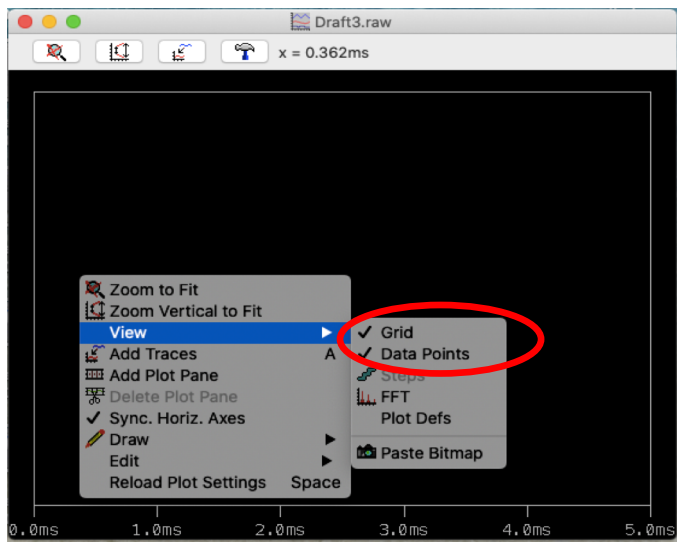 Draft3.raw
x = 0.362ms
Zoom to Fit
Zoom Vertical to Fit
View
Add Traces A
Add Plot Pane
Delete Plot Pane
Sync. Horiz. Axes
Draw
Edit
Reload Plot Settings Space
Grid
Data Points
Steps
FFT
Plot Defs
Paste Bitmap
0.0ms 1.0ms 2.0ms 3.0ms 4.0ms 5.0ms